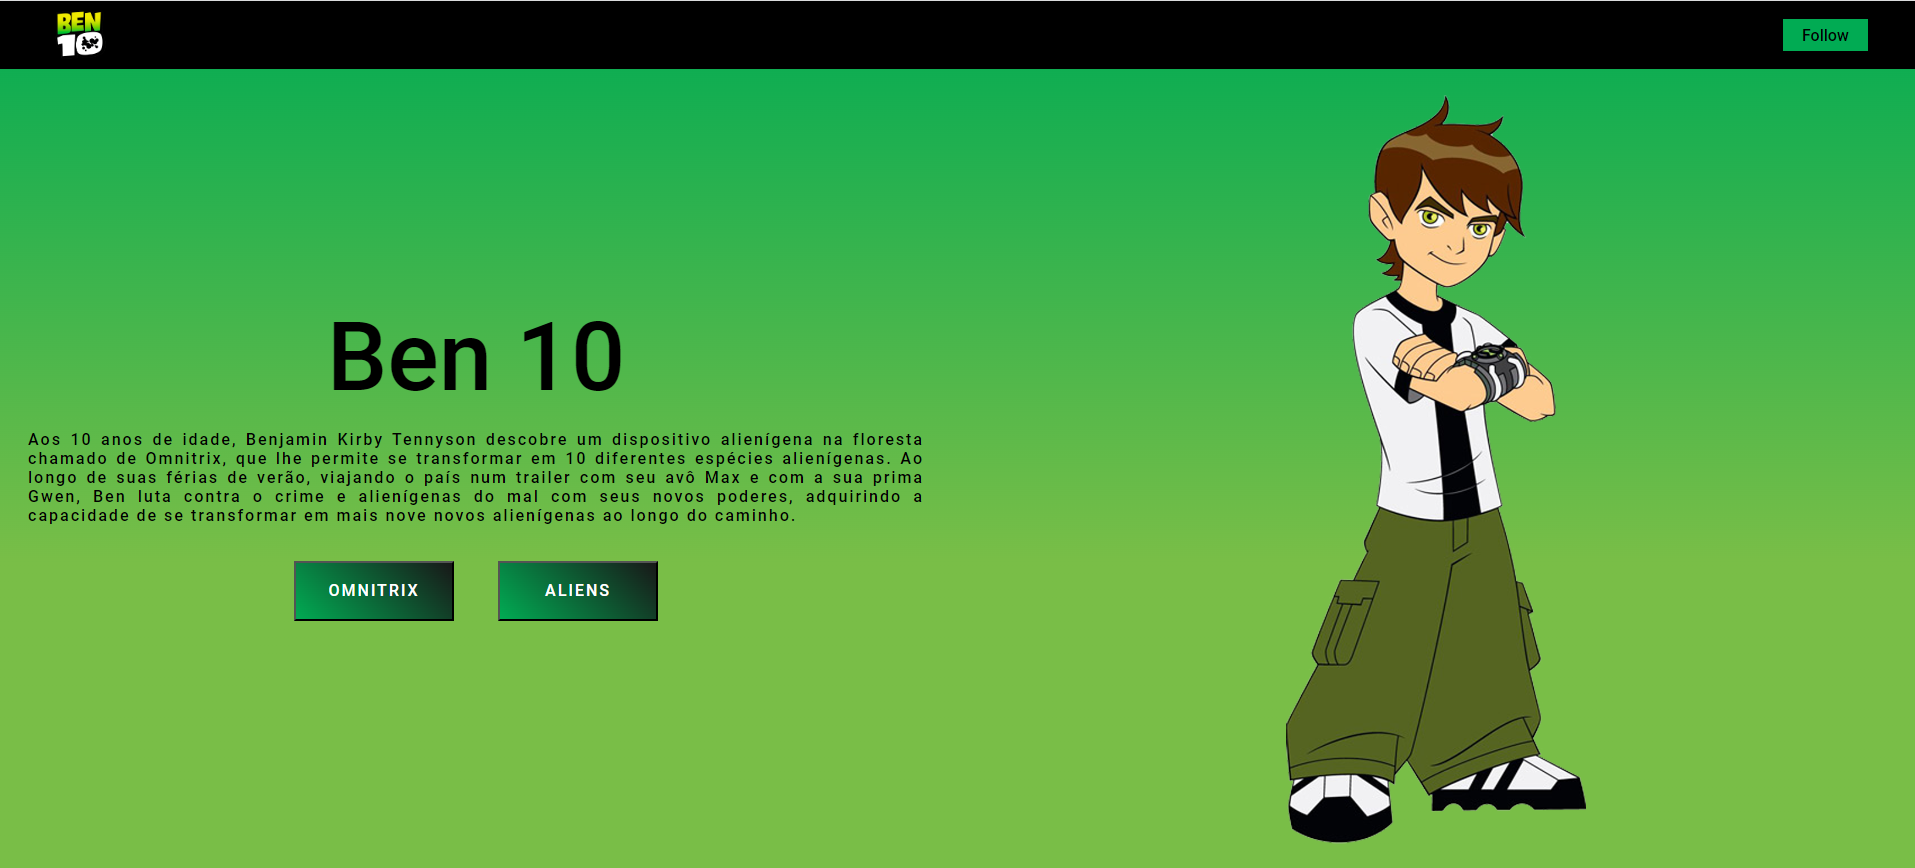 BEN
10
Follow
Ben 10
Aos 10 anos de idade, Benjamin Kirby Tennyson descobre um dispositivo alienígena na floresta
chamado de Omnitrix, que lhe permite se transformar em 10 diferentes espécies alienígenas. Ao
longo de suas férias de verão, viajando o país num trailer com seu avô Max e com a sua prima
Gwen, Ben luta contra o crime e alienígenas do mal com seus novos poderes, adquirindo a
capacidade de se transformar em mais nove novos alienígenas ao longo do caminho.
OMNITRIX
ALIENS